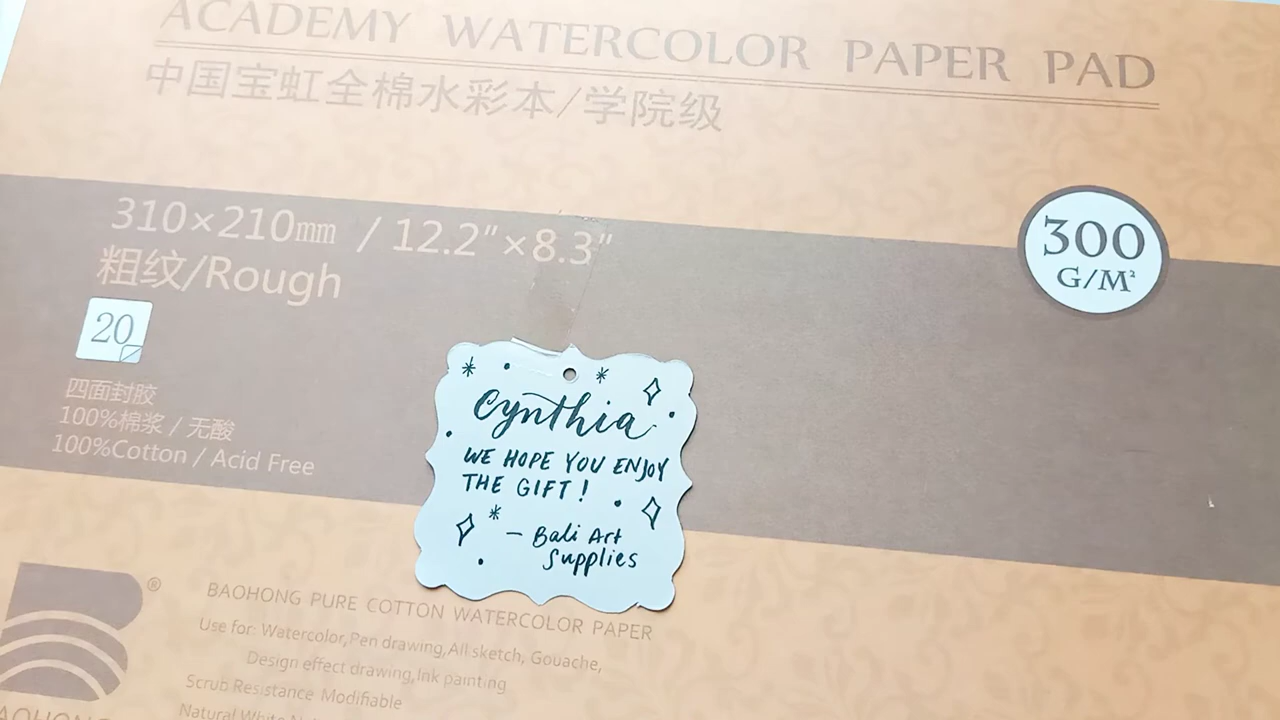 ACADEMY WATERCOLOR PAPER PAD
中国宝虹全棉水彩本/学院级
310×210mm / 12.2"×8.3"
粗纹/Rough
300
G/M²
20
四面封胶
100%棉浆 / 无酸
100%Cotton / Acid Free
Cynthia
WE HOPE YOU ENJOY
THE GIFT!
— Bali Art
Supplies
®
BAOHONG PURE COTTON WATERCOLOR PAPER
Use for: Watercolor,Pen drawing,All sketch, Gouache,
Design effect drawing,Ink painting
Scrub Resistance Modifiable
Natural White